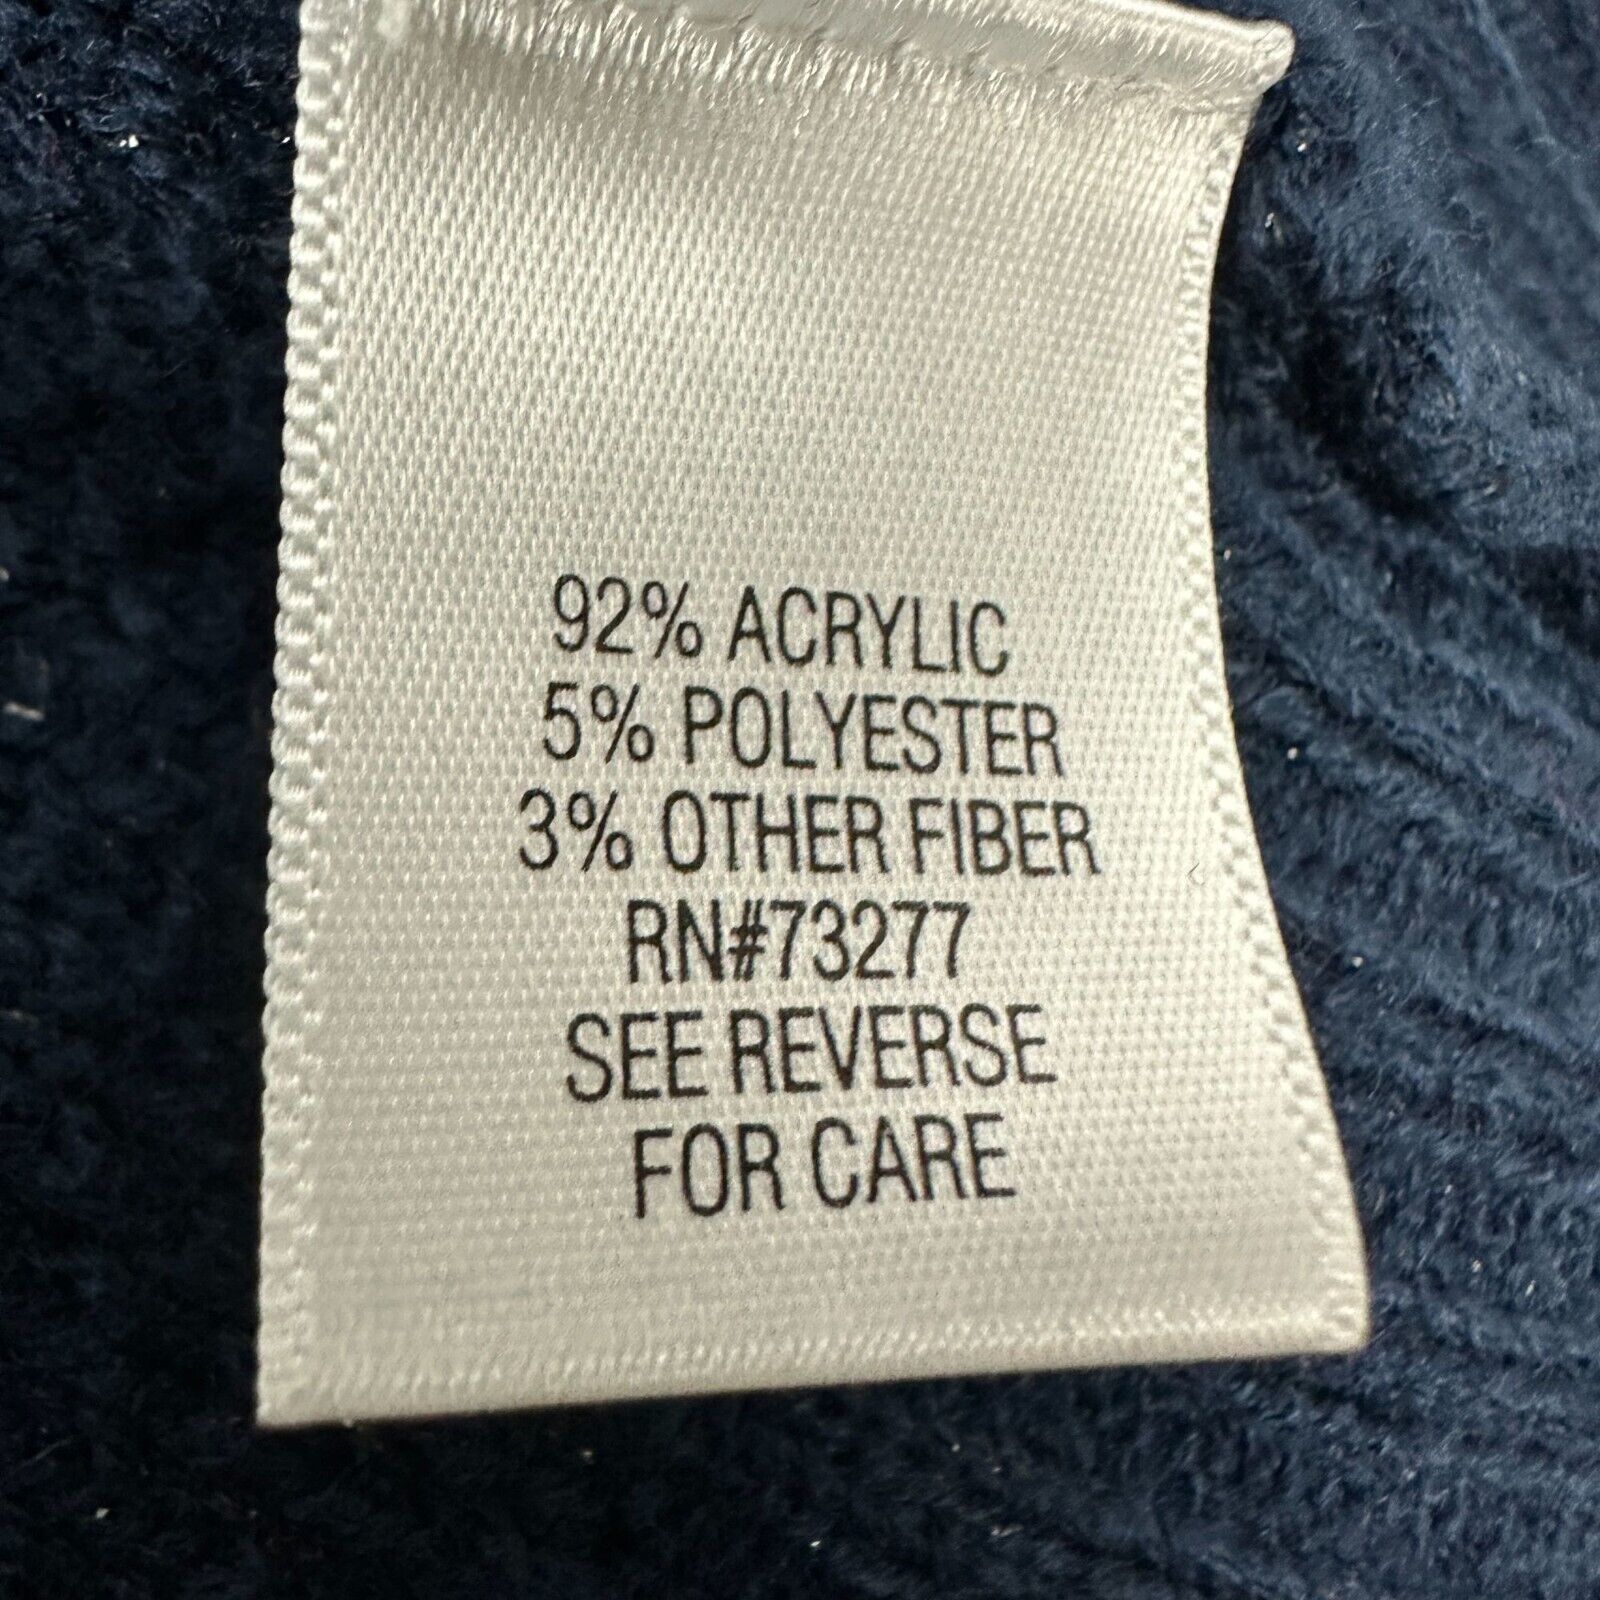 92% ACRYLIC
5% POLYESTER
3% OTHER FIBER
RN#73277
SEE REVERSE
FOR CARE